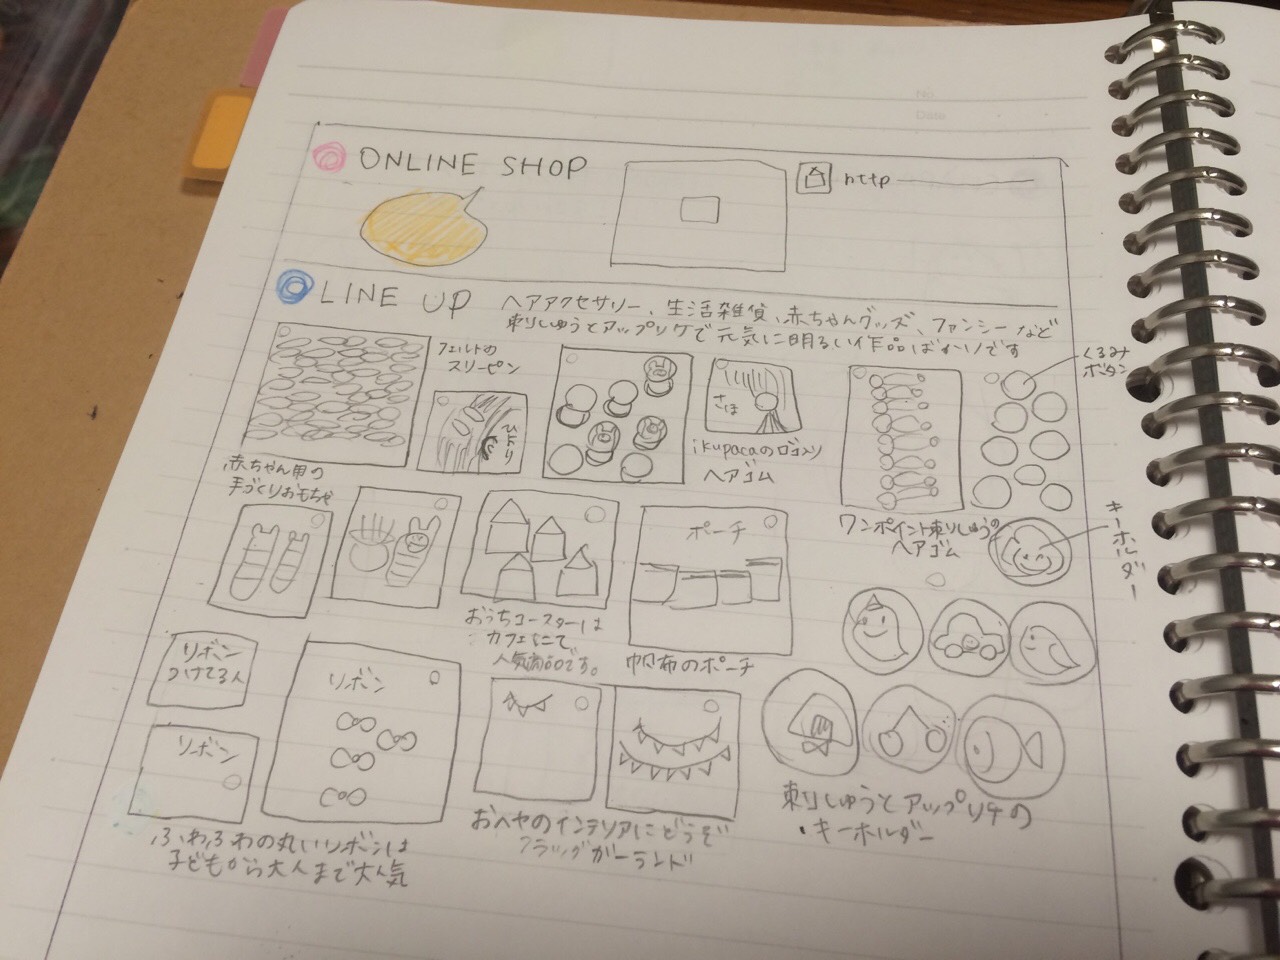 No
Date
ONLINE SHOP
http
LINE UP
ヘアアクセサリー、生活雑貨、赤ちゃんグッズ、ファンシーなど
刺しゅうとアップリケで元気に明るい作品ばかりです
くるみ
ボタン
フェルトの
スリーピン
ひより
さほ
ikupacaのロゴ入り
ヘアゴム
ワンポイント刺しゅうの
ヘアゴム
キーホルダー
赤ちゃん用の
手づくりおもちゃ
ポーチ
おうちコースターは
カフェにて
人気商品です。
帆布のポーチ
リボン
つけてる人
リボン
リボン
ふわふわの丸いリボンは
子どもから大人まで大人気
おへやのインテリアにどうぞ
フラッグガーランド
刺しゅうとアップリケの
・キーホルダー